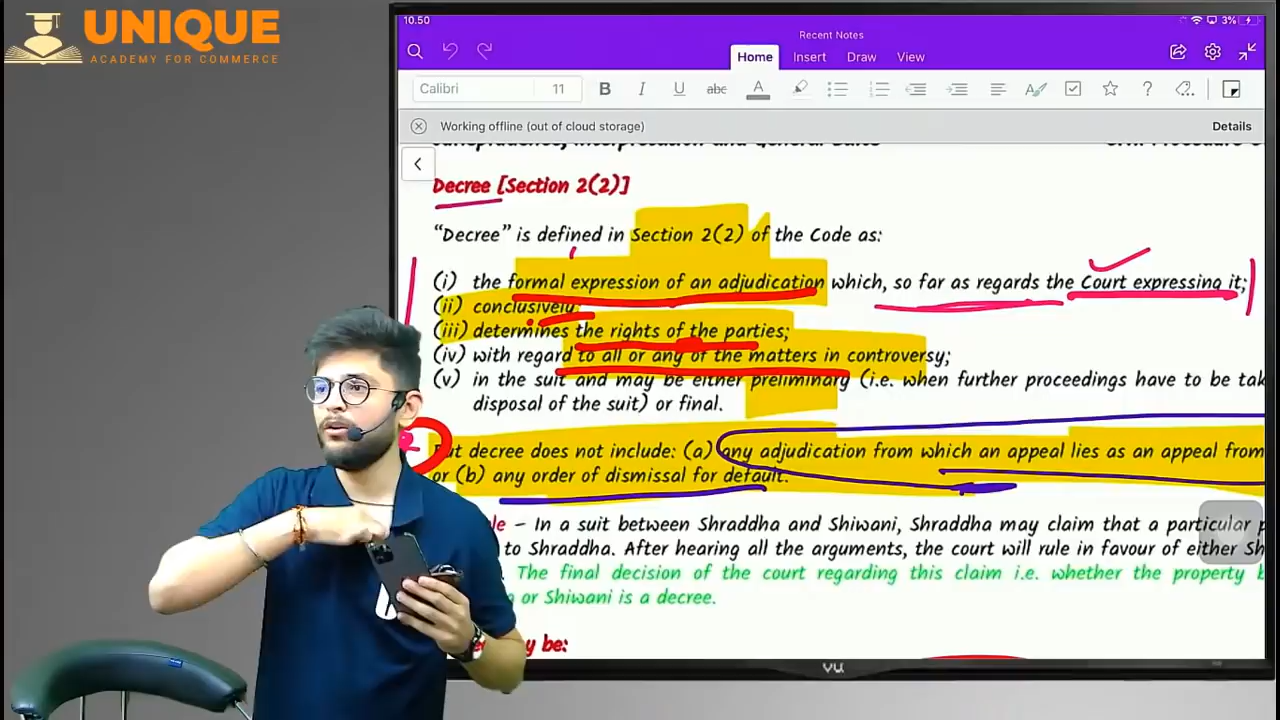 UNIQUE
ACADEMY FOR COMMERCE
10.50
3%
Recent Notes
Home Insert Draw View
Calibri 11 B I U abc A
Working offline (out of cloud storage) Details
Jurisprudence, Interpretation and General Laws
Decree [Section 2(2)]
“Decree” is defined in Section 2(2) of the Code as:
(i) the formal expression of an adjudication which, so far as regards the Court expressing it;
(ii) conclusively;
(iii) determines the rights of the parties;
(iv) with regard to all or any of the matters in controversy;
(v) in the suit and may be either preliminary (i.e. when further proceedings have to be tak
disposal of the suit) or final.
decree does not include: (a) any adjudication from which an appeal lies as an appeal from
or (b) any order of dismissal for default.
– In a suit between Shraddha and Shiwani, Shraddha may claim that a particular p
to Shraddha. After hearing all the arguments, the court will rule in favour of either Sh
The final decision of the court regarding this claim i.e. whether the property b
or Shiwani is a decree.
be:
VU